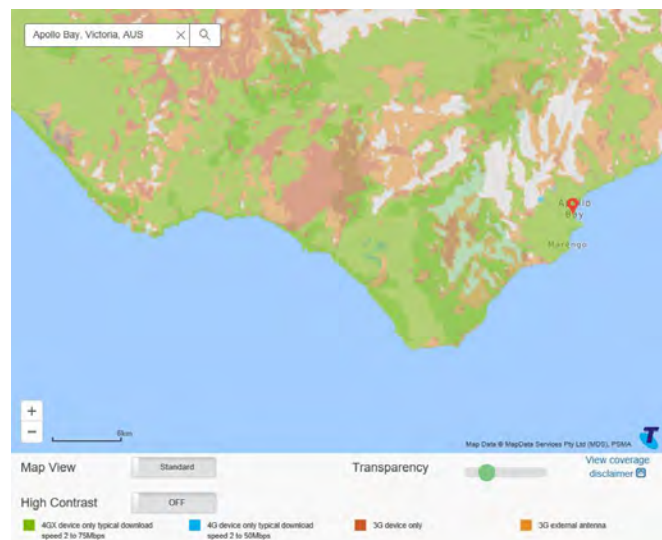 Apollo Bay, Victoria, AUS
Apollo
Bay
Marengo
+
−
6km
Map Data © MapData Services Pty Ltd (MDS), PSMA
Map View
Standard
Transparency
View coverage
disclaimer
High Contrast
OFF
4GX device only typical download
speed 2 to 75Mbps
4G device only typical download
speed 2 to 50Mbps
3G device only
3G external antenna